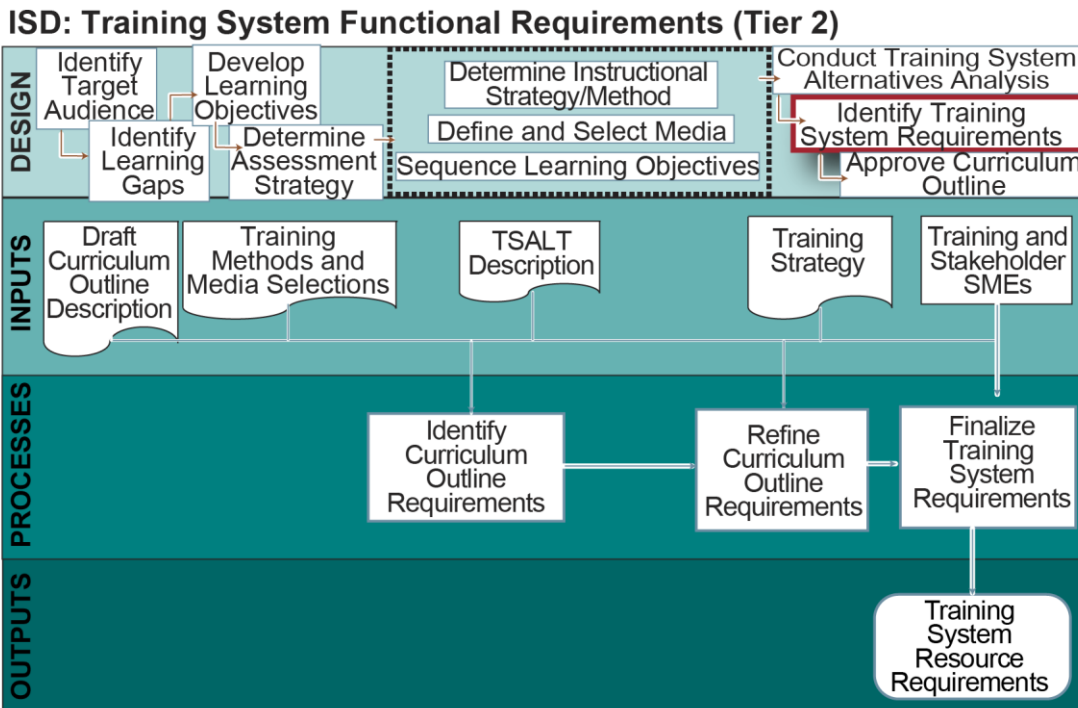 ISD: Training System Functional Requirements (Tier 2)
DESIGN
Identify
Target
Audience
Identify
Learning
Gaps
Develop
Learning
Objectives
Determine
Assessment
Strategy
Determine Instructional
Strategy/Method
Define and Select Media
Sequence Learning Objectives
Conduct Training System
Alternatives Analysis
Identify Training
System Requirements
Approve Curriculum
Outline
INPUTS
Draft
Curriculum
Outline
Description
Training
Methods and
Media Selections
TSALT
Description
Training
Strategy
Training and
Stakeholder
SMEs
PROCESSES
Identify
Curriculum
Outline
Requirements
Refine
Curriculum
Outline
Requirements
Finalize
Training
System
Requirements
OUTPUTS
Training
System
Resource
Requirements